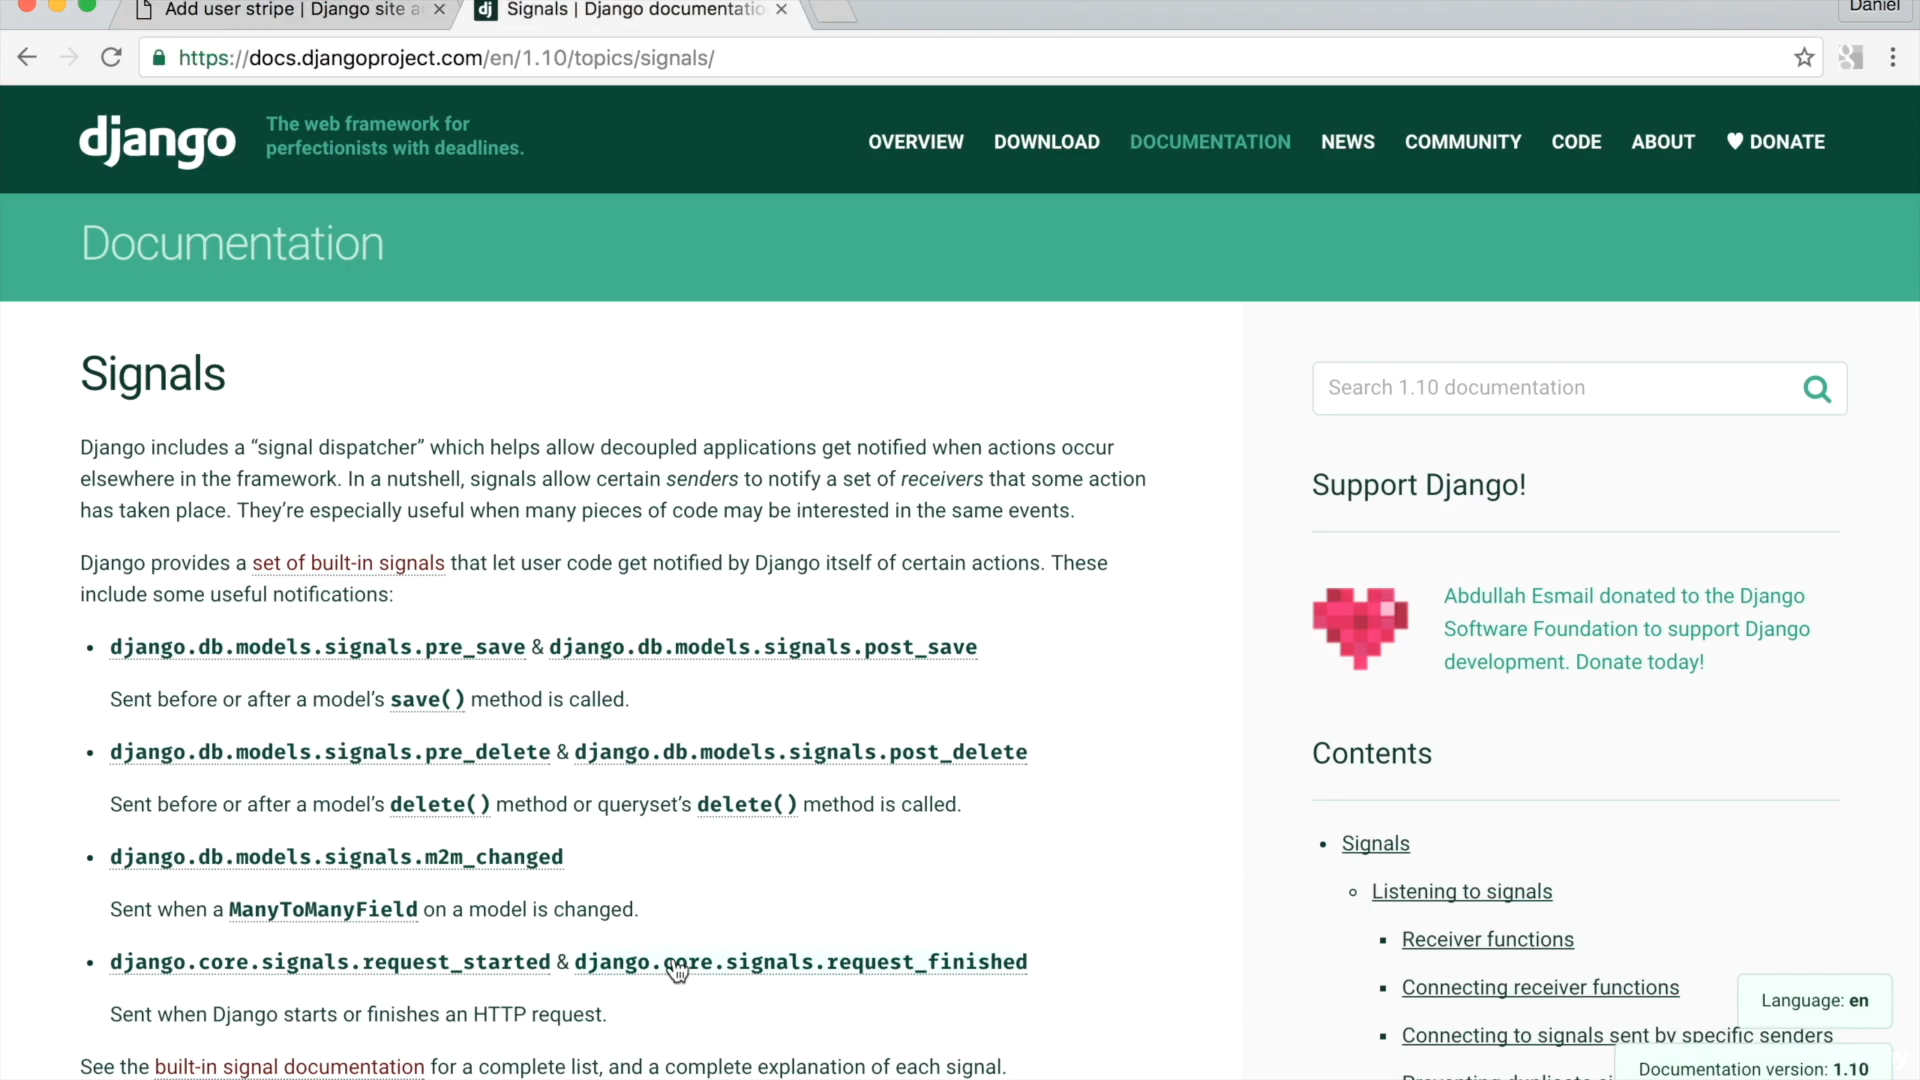 Add user stripe | Django site a
Signals | Django documentatio
Daniel
https://docs.djangoproject.com/en/1.10/topics/signals/
django
The web framework for
perfectionists with deadlines.
OVERVIEW DOWNLOAD DOCUMENTATION NEWS COMMUNITY CODE ABOUT DONATE
Documentation
Signals
Django includes a “signal dispatcher” which helps allow decoupled applications get notified when actions occur
elsewhere in the framework. In a nutshell, signals allow certain senders to notify a set of receivers that some action
has taken place. They’re especially useful when many pieces of code may be interested in the same events.
Django provides a set of built-in signals that let user code get notified by Django itself of certain actions. These
include some useful notifications:
• django.db.models.signals.pre_save & django.db.models.signals.post_save
Sent before or after a model’s save() method is called.
• django.db.models.signals.pre_delete & django.db.models.signals.post_delete
Sent before or after a model’s delete() method or queryset’s delete() method is called.
• django.db.models.signals.m2m_changed
Sent when a ManyToManyField on a model is changed.
• django.core.signals.request_started & django.core.signals.request_finished
Sent when Django starts or finishes an HTTP request.
See the built-in signal documentation for a complete list, and a complete explanation of each signal.
Search 1.10 documentation
Support Django!
Abdullah Esmail donated to the Django
Software Foundation to support Django
development. Donate today!
Contents
Signals
Listening to signals
Receiver functions
Connecting receiver functions
Connecting to signals sent by specific senders
Language: en
Documentation version: 1.10